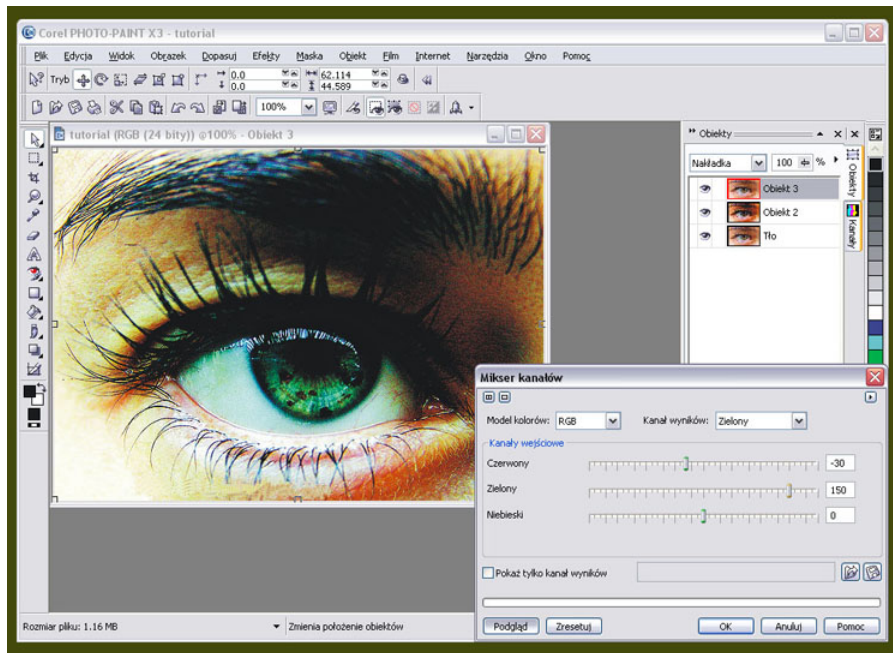 Corel PHOTO-PAINT X3 - tutorial
Plik Edycja Widok Obrazek Dopasuj Efekty Maska Obiekt Film Internet Narzędzia Okno Pomoc
Tryb 0.0 62.114
0.0 44.589
100%
tutorial (RGB (24 bity)) @100% - Obiekt 3
Obiekty
Nakładka 100 %
Obiekt 3
Obiekt 2
Tło
Obiekty
Kanały
Mikser kanałów
Model kolorów: RGB Kanał wyników: Zielony
Kanały wejściowe
Czerwony -30
Zielony 150
Niebieski 0
Pokaż tylko kanał wyników
Podgląd Zresetuj OK Anuluj Pomoc
Rozmiar pliku: 1.16 MB Zmienia położenie obiektów